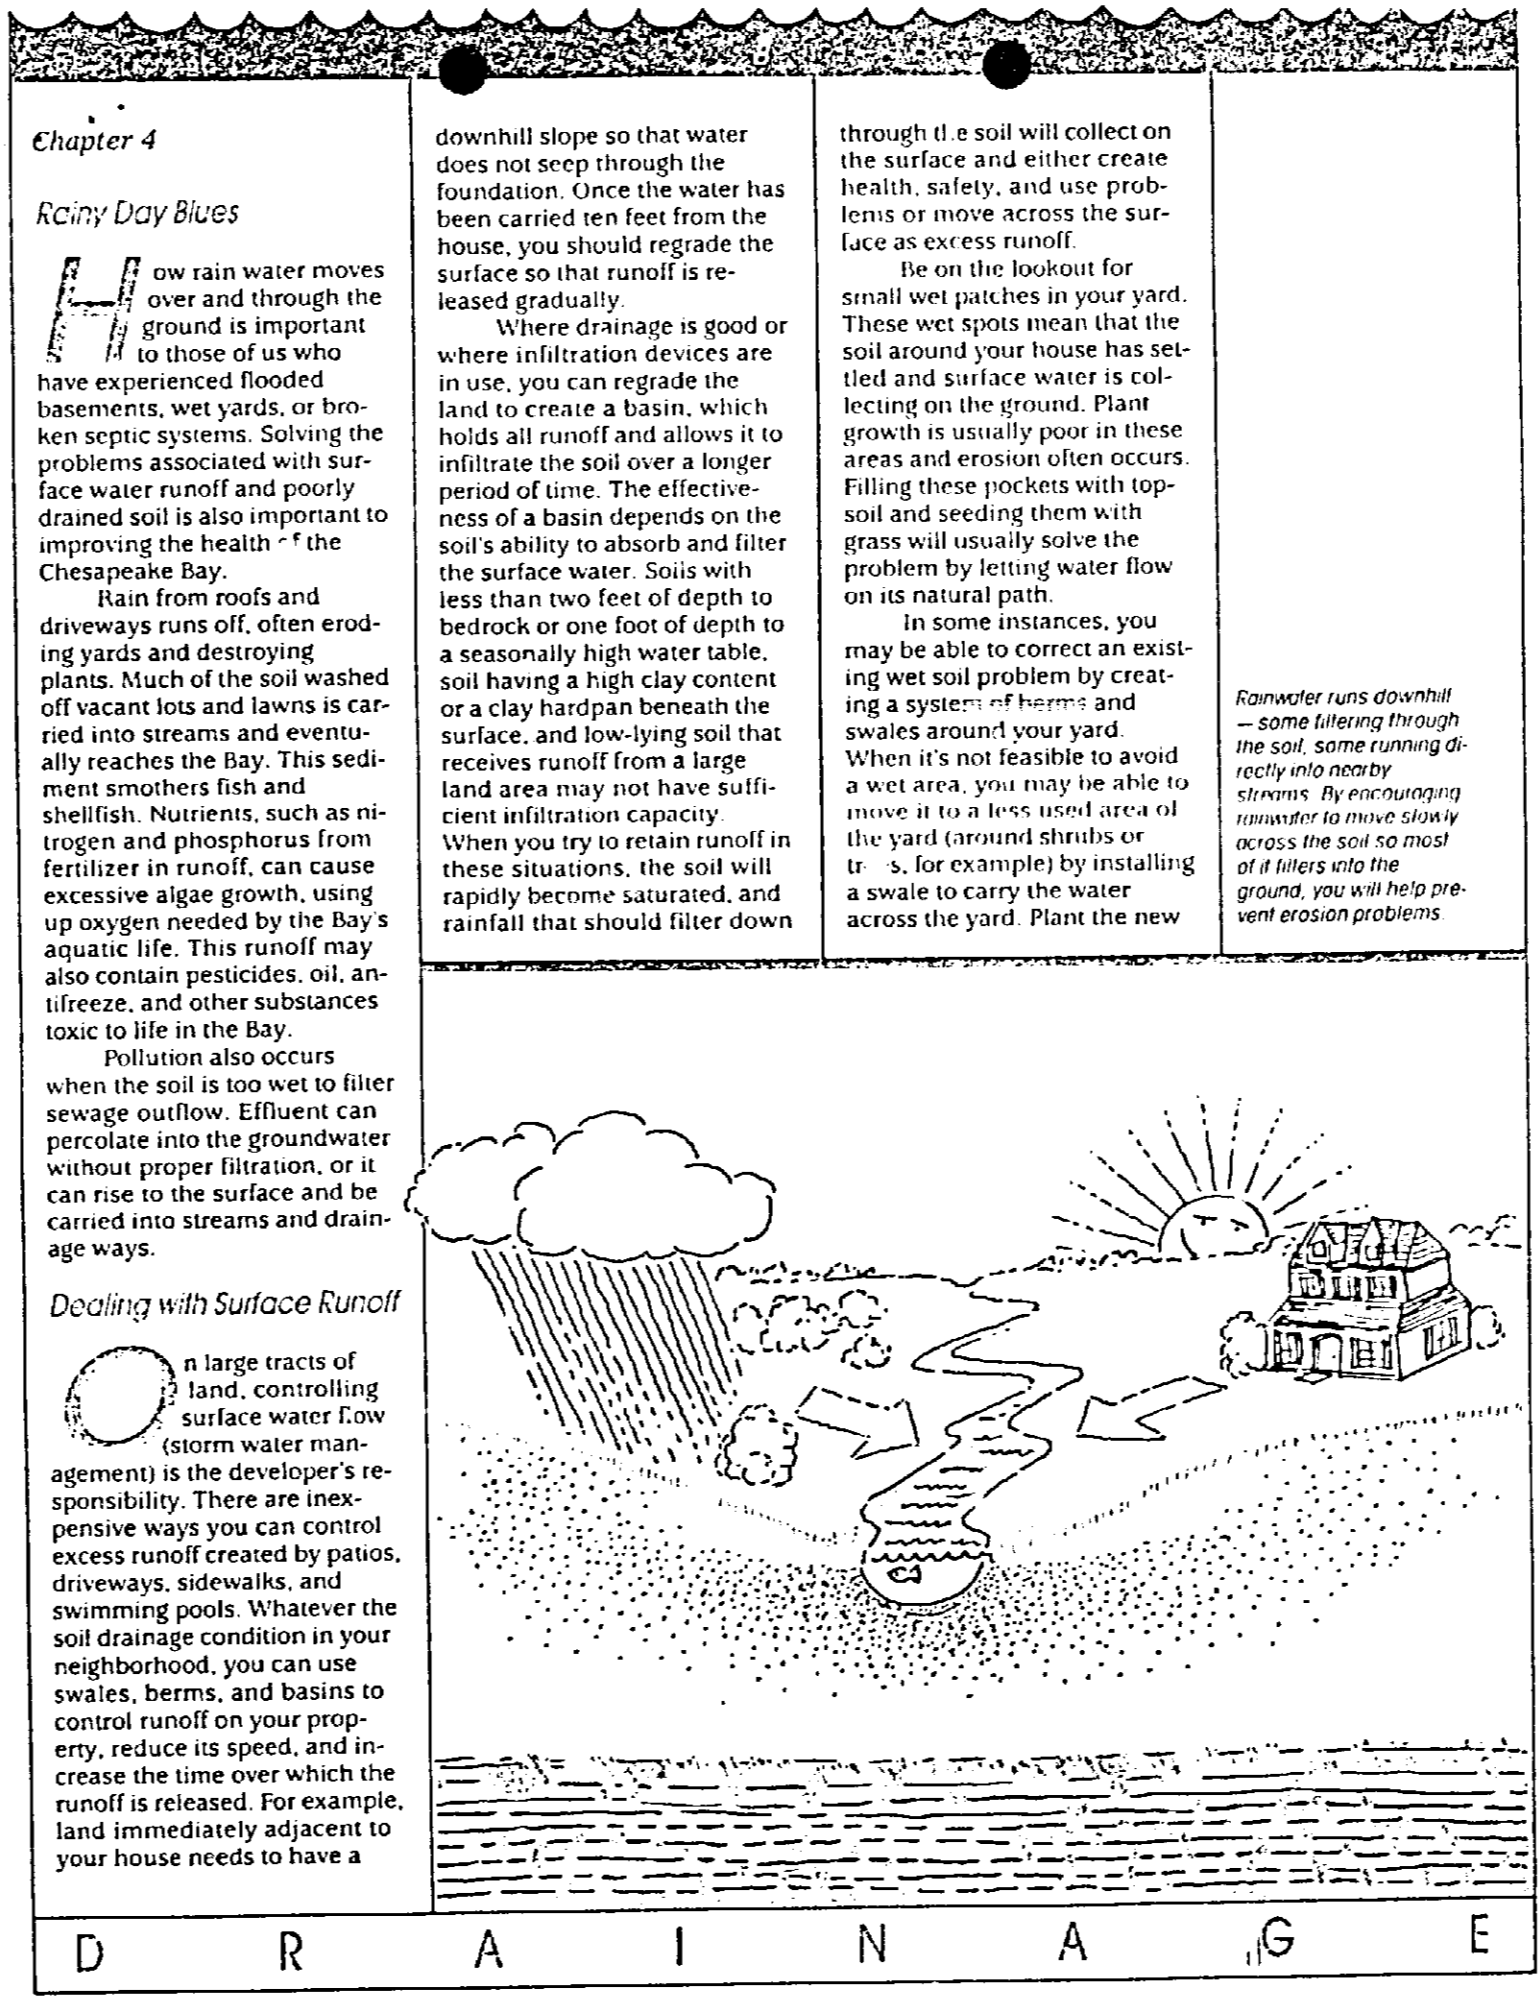 Chapter 4
Rainy Day Blues
How rain water moves
over and through the
ground is important
to those of us who
have experienced flooded
basements, wet yards, or bro-
ken septic systems. Solving the
problems associated with sur-
face water runoff and poorly
drained soil is also important to
improving the health of the
Chesapeake Bay.
Rain from roofs and
driveways runs off, often erod-
ing yards and destroying
plants. Much of the soil washed
off vacant lots and lawns is car-
ried into streams and eventu-
ally reaches the Bay. This sedi-
ment smothers fish and
shellfish. Nutrients, such as ni-
trogen and phosphorus from
fertilizer in runoff, can cause
excessive algae growth, using
up oxygen needed by the Bay's
aquatic life. This runoff may
also contain pesticides, oil, an-
tifreeze, and other substances
toxic to life in the Bay.
Pollution also occurs
when the soil is too wet to filter
sewage outflow. Effluent can
percolate into the groundwater
without proper filtration, or it
can rise to the surface and be
carried into streams and drain-
age ways.
Dealing with Surface Runoff
On large tracts of
land, controlling
surface water flow
(storm water man-
agement) is the developer's re-
sponsibility. There are inex-
pensive ways you can control
excess runoff created by patios,
driveways, sidewalks, and
swimming pools. Whatever the
soil drainage condition in your
neighborhood, you can use
swales, berms, and basins to
control runoff on your prop-
erty, reduce its speed, and in-
crease the time over which the
runoff is released. For example,
land immediately adjacent to
your house needs to have a
downhill slope so that water
does not seep through the
foundation. Once the water has
been carried ten feet from the
house, you should regrade the
surface so that runoff is re-
leased gradually.
Where drainage is good or
where infiltration devices are
in use, you can regrade the
land to create a basin, which
holds all runoff and allows it to
infiltrate the soil over a longer
period of time. The effective-
ness of a basin depends on the
soil's ability to absorb and filter
the surface water. Soils with
less than two feet of depth to
bedrock or one foot of depth to
a seasonally high water table,
soil having a high clay content
or a clay hardpan beneath the
surface, and low-lying soil that
receives runoff from a large
land area may not have suffi-
cient infiltration capacity.
When you try to retain runoff in
these situations, the soil will
rapidly become saturated, and
rainfall that should filter down
through the soil will collect on
the surface and either create
health, safety, and use prob-
lems or move across the sur-
face as excess runoff.
Be on the lookout for
small wet patches in your yard.
These wet spots mean that the
soil around your house has set-
tled and surface water is col-
lecting on the ground. Plant
growth is usually poor in these
areas and erosion often occurs.
Filling these pockets with top-
soil and seeding them with
grass will usually solve the
problem by letting water flow
on its natural path.
In some instances, you
may be able to correct an exist-
ing wet soil problem by creat-
ing a system of berms and
swales around your yard.
When it's not feasible to avoid
a wet area, you may be able to
move it to a less used area of
the yard (around shrubs or
trees, for example) by installing
a swale to carry the water
across the yard. Plant the new
Rainwater runs downhill
— some filtering through
the soil, some running di-
rectly into nearby
streams. By encouraging
rainwater to move slowly
across the soil so most
of it filters into the
ground, you will help pre-
vent erosion problems.
D R A I N A G E